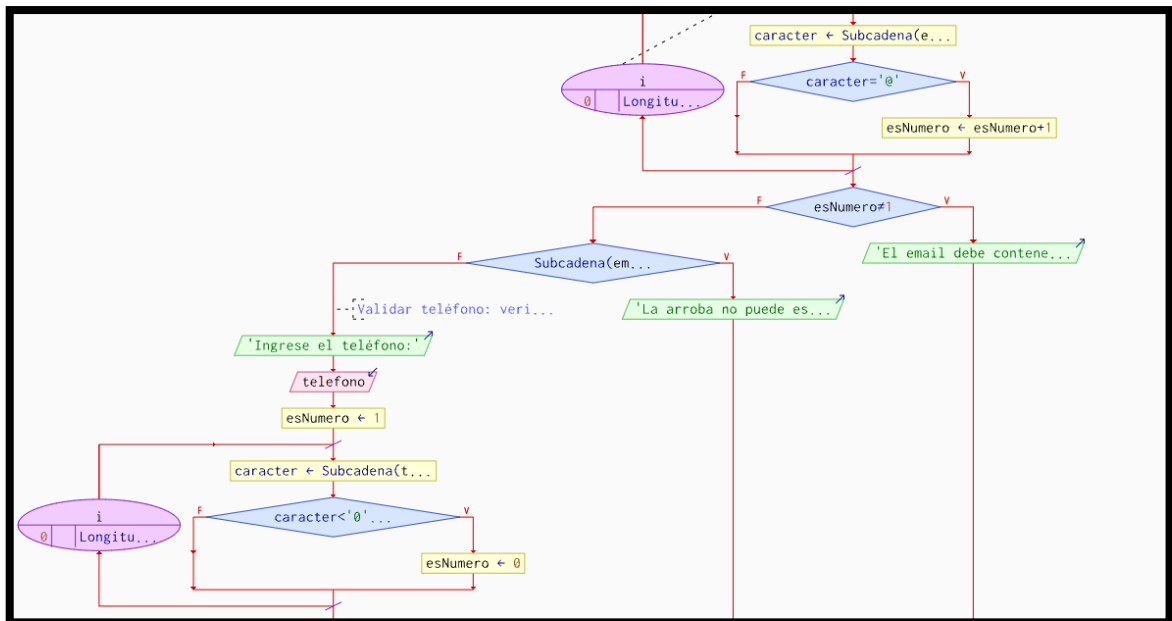 caracter ← Subcadena(e...
i
0 Longitu...
F caracter='@' V
esNumero ← esNumero+1
F esNumero≠1 V
'El email debe contene...
F Subcadena(em... V
Validar teléfono: veri...
'La arroba no puede es...
'Ingrese el teléfono:'
telefono
esNumero ← 1
caracter ← Subcadena(t...
i
0 Longitu...
F caracter<'0'... V
esNumero ← 0